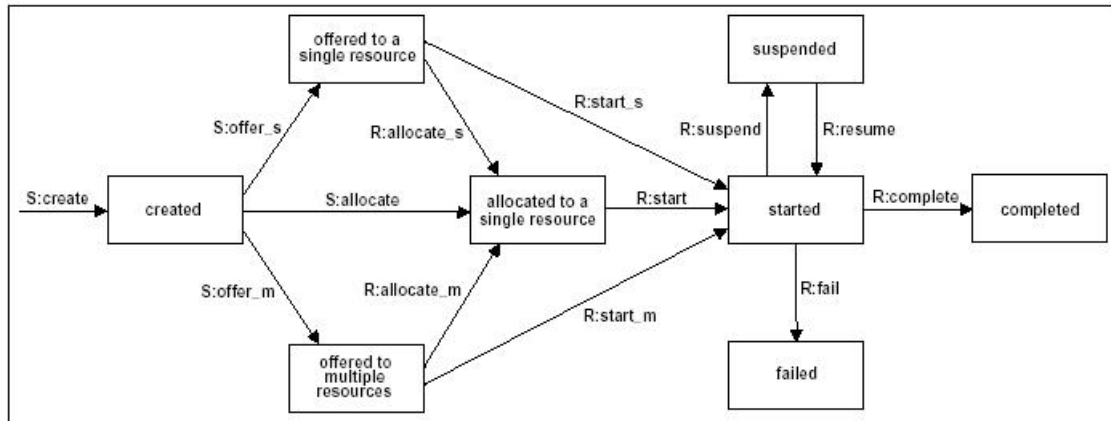 offered to a
single resource
suspended
R:start_s
S:offer_s
R:allocate_s
R:suspend
R:resume
S:create
created
S:allocate
allocated to a
single resource
R:start
started
R:complete
completed
S:offer_m
R:allocate_m
R:start_m
R:fail
offered to
multiple
resources
failed